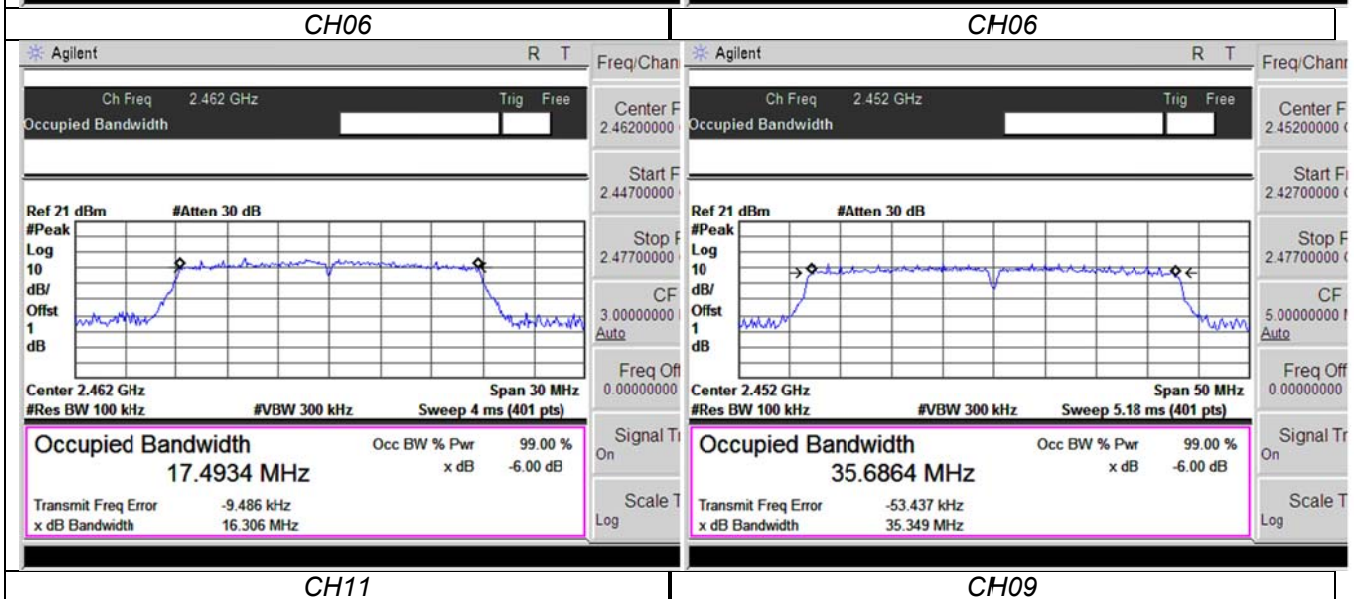 CH06 CH06
Agilent R T
Freq/Chan
Ch Freq 2.462 GHz Trig Free
Occupied Bandwidth
Center F
2.46200000
Start F
2.44700000
Ref 21 dBm #Atten 30 dB
#Peak
Log
10
dB/
Offst
1
dB
Stop F
2.47700000
CF
3.00000000
Auto
Freq Off
0.00000000
Center 2.462 GHz Span 30 MHz
#Res BW 100 kHz #VBW 300 kHz Sweep 4 ms (401 pts)
Occupied Bandwidth Occ BW % Pwr 99.00 %
17.4934 MHz x dB -6.00 dB
Transmit Freq Error -9.486 kHz
x dB Bandwidth 16.306 MHz
Signal Tr
On
Scale T
Log
Agilent R T
Freq/Chann
Ch Freq 2.452 GHz Trig Free
Occupied Bandwidth
Center F
2.45200000
Start Fr
2.42700000
Ref 21 dBm #Atten 30 dB
#Peak
Log
10
dB/
Offst
1
dB
Stop F
2.47700000
CF
5.00000000
Auto
Freq Off
0.00000000
Center 2.452 GHz Span 50 MHz
#Res BW 100 kHz #VBW 300 kHz Sweep 5.18 ms (401 pts)
Occupied Bandwidth Occ BW % Pwr 99.00 %
35.6864 MHz x dB -6.00 dB
Transmit Freq Error -53.437 kHz
x dB Bandwidth 35.349 MHz
Signal Tr
On
Scale T
Log
CH11 CH09